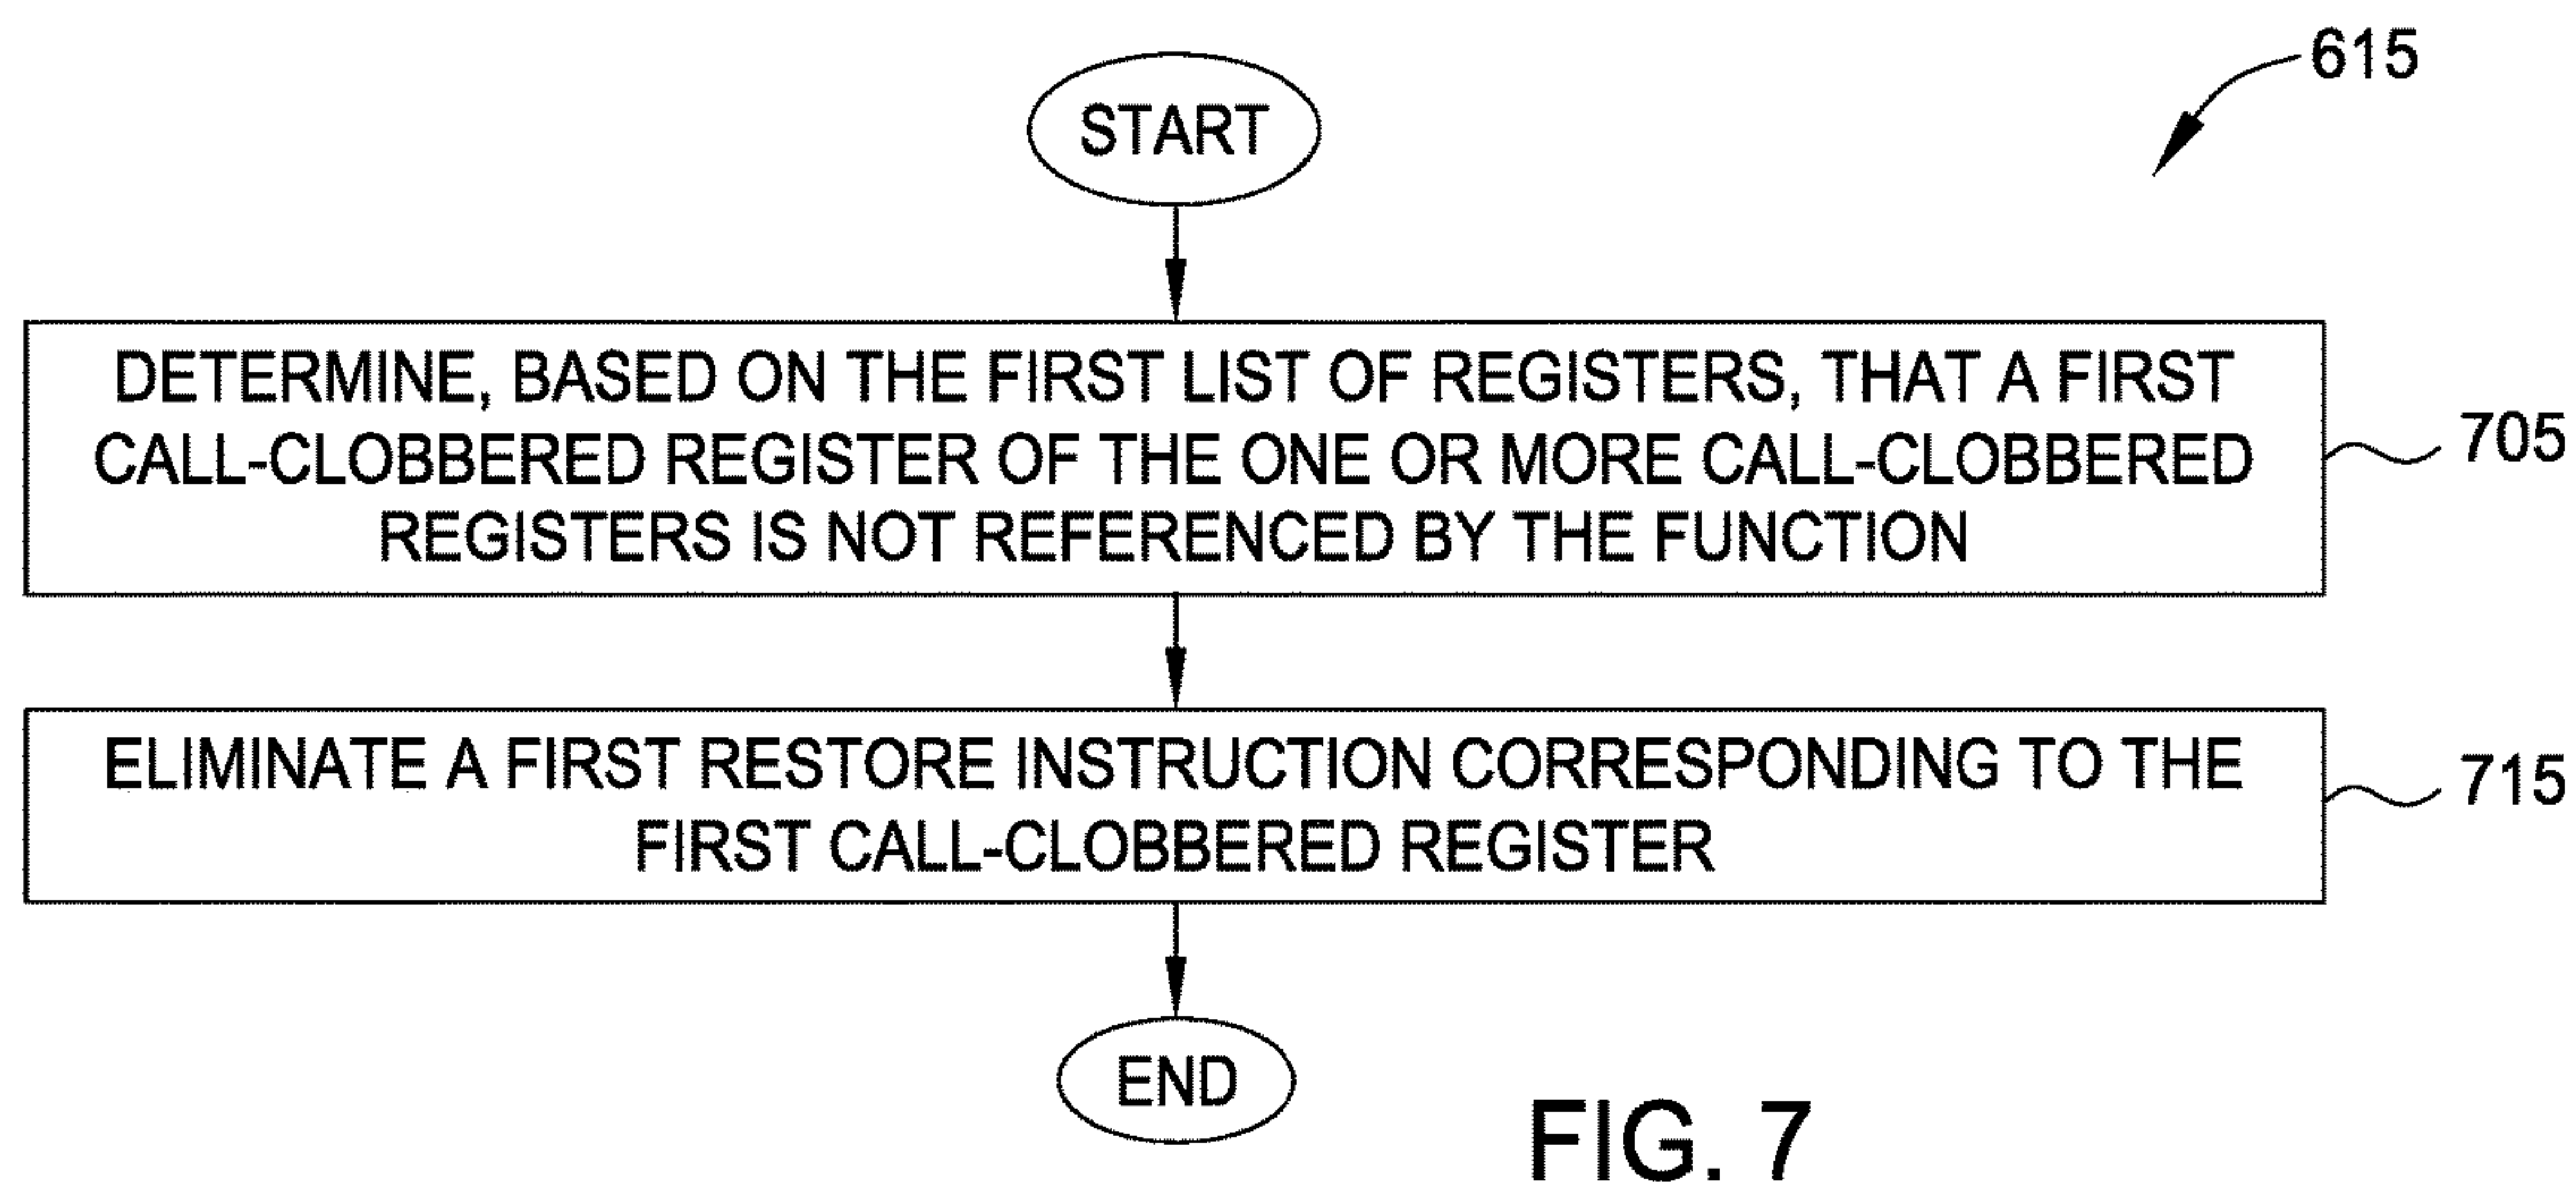 615
START
DETERMINE, BASED ON THE FIRST LIST OF REGISTERS, THAT A FIRST
CALL-CLOBBERED REGISTER OF THE ONE OR MORE CALL-CLOBBERED
REGISTERS IS NOT REFERENCED BY THE FUNCTION
705
ELIMINATE A FIRST RESTORE INSTRUCTION CORRESPONDING TO THE
FIRST CALL-CLOBBERED REGISTER
715
END
FIG. 7